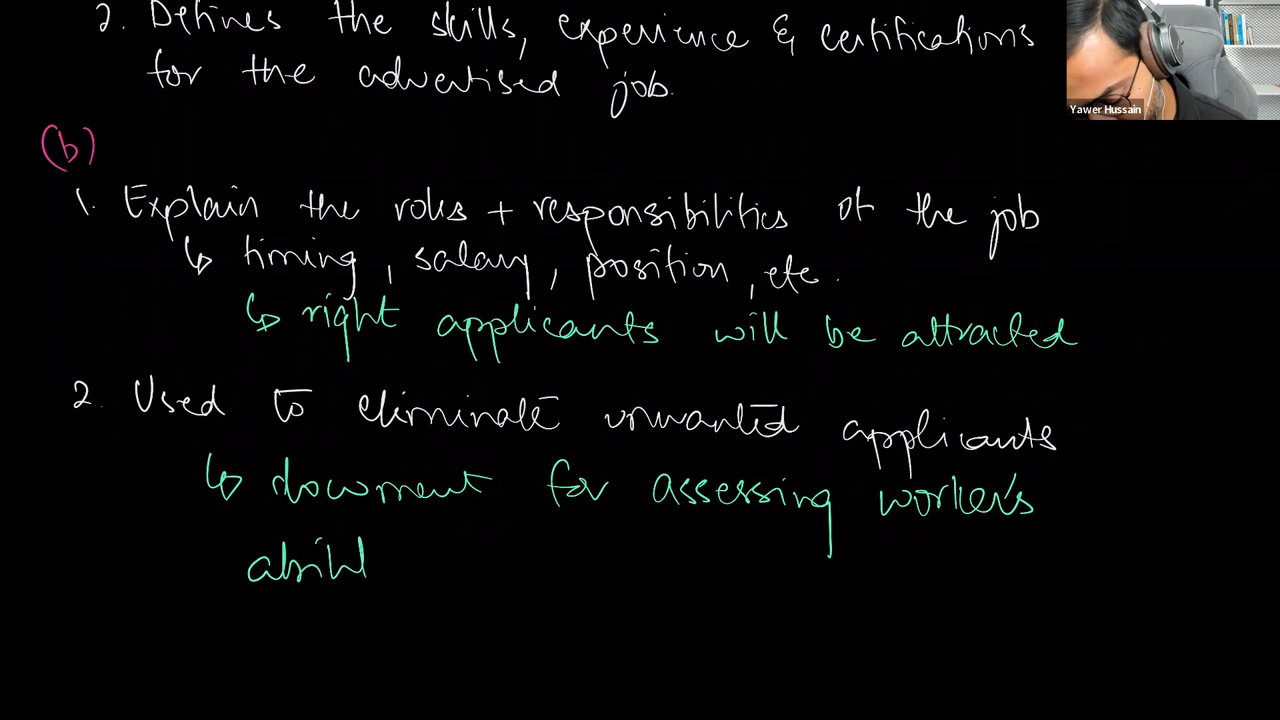 2. Defines the skills, experience & certifications
for the advertised job.
Yawer Hussain
(b)
1. Explain the roles + responsibilities of the job
↳ timing, salary, position, etc.
↳ right applicants will be attracted
2. Used to eliminate unwanted applicants
↳ document for assessing worker's
abilit